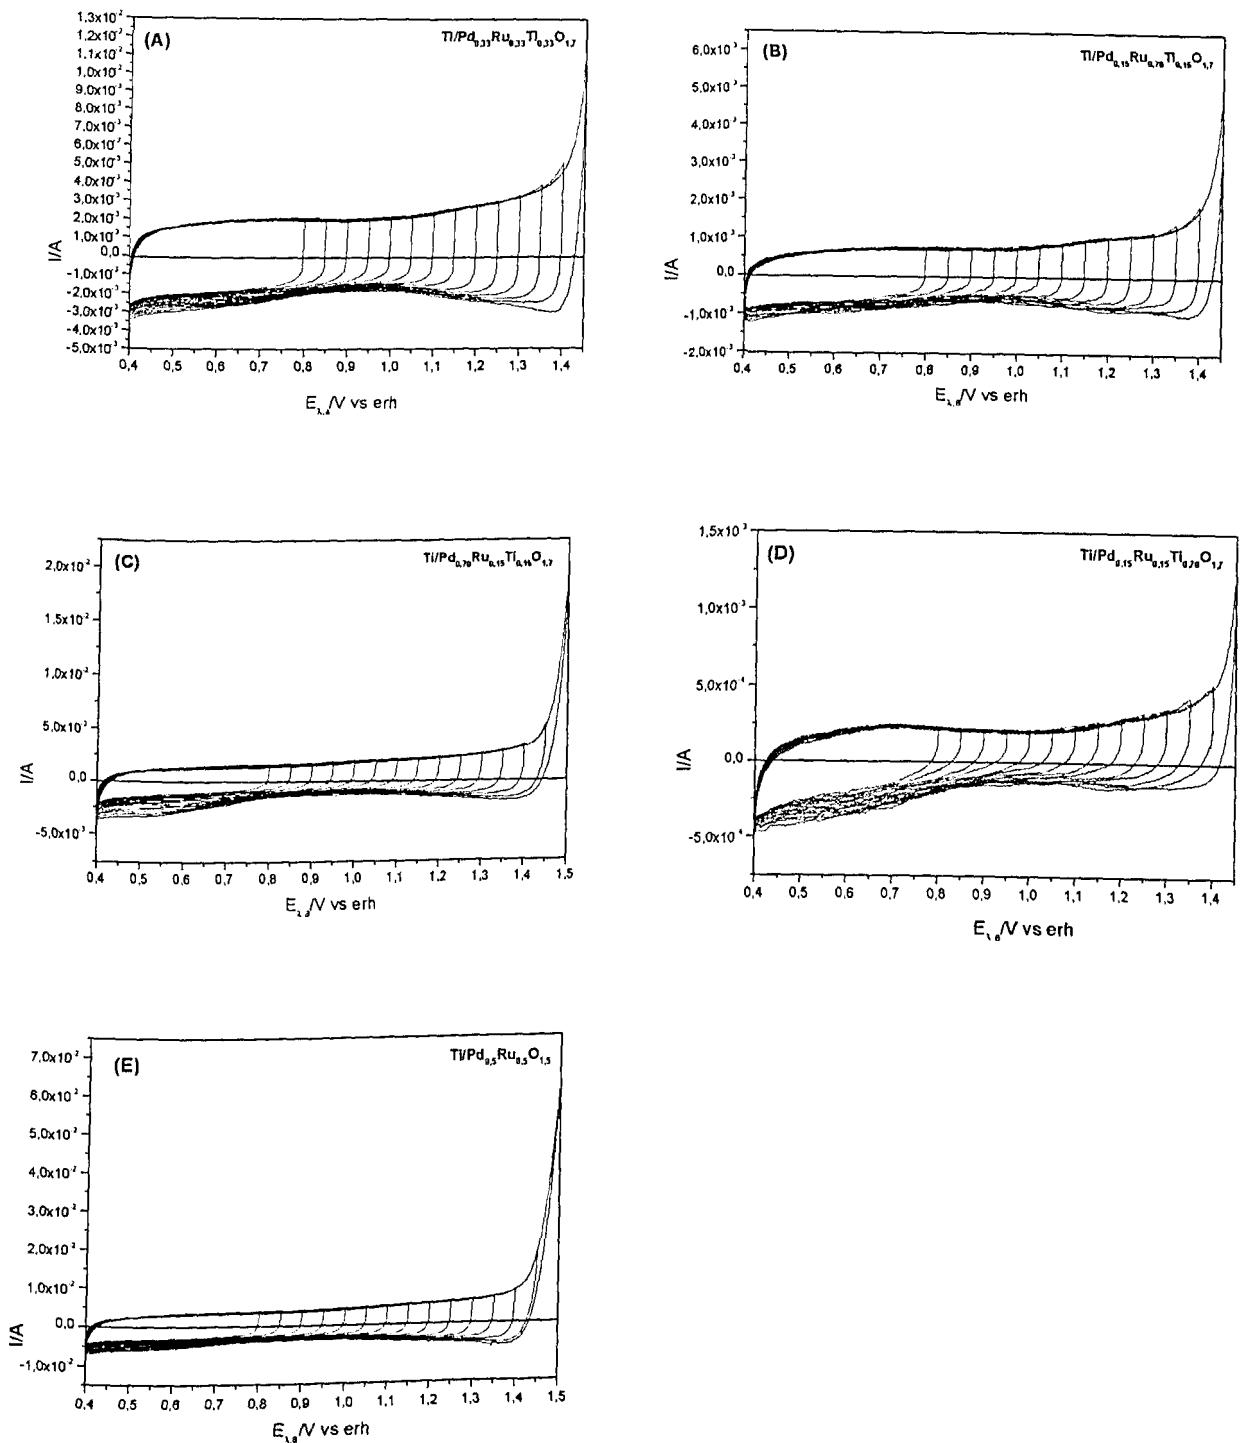 (A)
Ti/Pd0,33Ru0,33Ti0,33O1,7
1,3x10-2
1,2x10-2
1,1x10-2
1,0x10-2
9,0x10-3
8,0x10-3
7,0x10-3
6,0x10-3
5,0x10-3
4,0x10-3
3,0x10-3
2,0x10-3
1,0x10-3
0,0
-1,0x10-3
-2,0x10-3
-3,0x10-3
-4,0x10-3
-5,0x10-3
I/A
0,4 0,5 0,6 0,7 0,8 0,9 1,0 1,1 1,2 1,3 1,4
/V vs erh
(B)
6,0x10-3
5,0x10-3
4,0x10-3
3,0x10-3
2,0x10-3
1,0x10-3
0,0
-1,0x10-3
-2,0x10-3
I/A
0,4 0,5 0,6 0,7 0,8 0,9 1,0 1,1 1,2 1,3 1,4
/V vs erh
(C)
2,0x10-2
1,5x10-2
1,0x10-2
5,0x10-3
0,0
-5,0x10-3
I/A
0,4 0,5 0,6 0,7 0,8 0,9 1,0 1,1 1,2 1,3 1,4 1,5
/V vs erh
(D)
1,5x10-3
1,0x10-3
5,0x10-4
0,0
-5,0x10-4
I/A
0,4 0,5 0,6 0,7 0,8 0,9 1,0 1,1 1,2 1,3 1,4
/V vs erh
(E)
Ti/Pd0,5Ru0,5O1,5
7,0x10-2
6,0x10-2
5,0x10-2
4,0x10-2
3,0x10-2
2,0x10-2
1,0x10-2
0,0
-1,0x10-2
I/A
0,4 0,5 0,6 0,7 0,8 0,9 1,0 1,1 1,2 1,3 1,4 1,5
/V vs erh